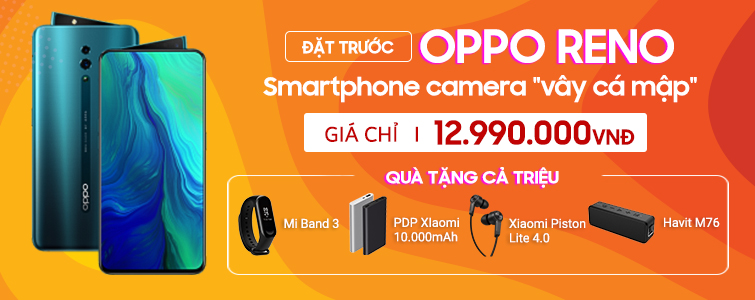 ĐẶT TRƯỚC
OPPO RENO
Smartphone camera "vây cá mập"
GIÁ CHỈ | 12.990.000VNĐ
QUÀ TẶNG CẢ TRIỆU
Mi Band 3
PDP XIaomi
10.000mAh
Xiaomi Piston
Lite 4.0
Havit M76
oppo